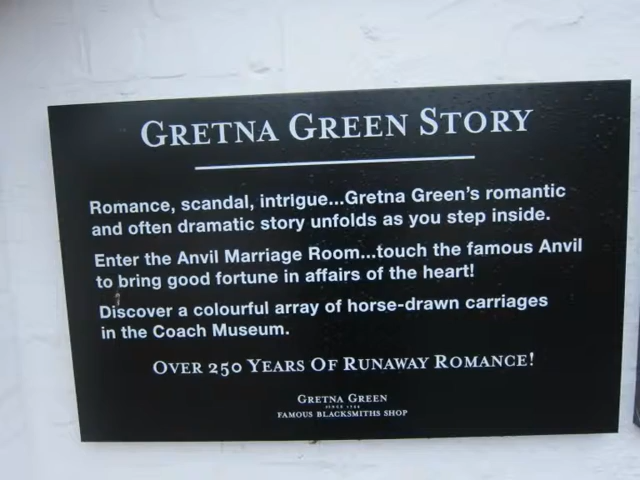 GRETNA GREEN STORY
Romance, scandal, intrigue...Gretna Green's romantic
and often dramatic story unfolds as you step inside.
Enter the Anvil Marriage Room...touch the famous Anvil
to bring good fortune in affairs of the heart!
Discover a colourful array of horse-drawn carriages
in the Coach Museum.
OVER 250 YEARS OF RUNAWAY ROMANCE!
GRETNA GREEN
SINCE
FAMOUS BLACKSMITHS SHOP